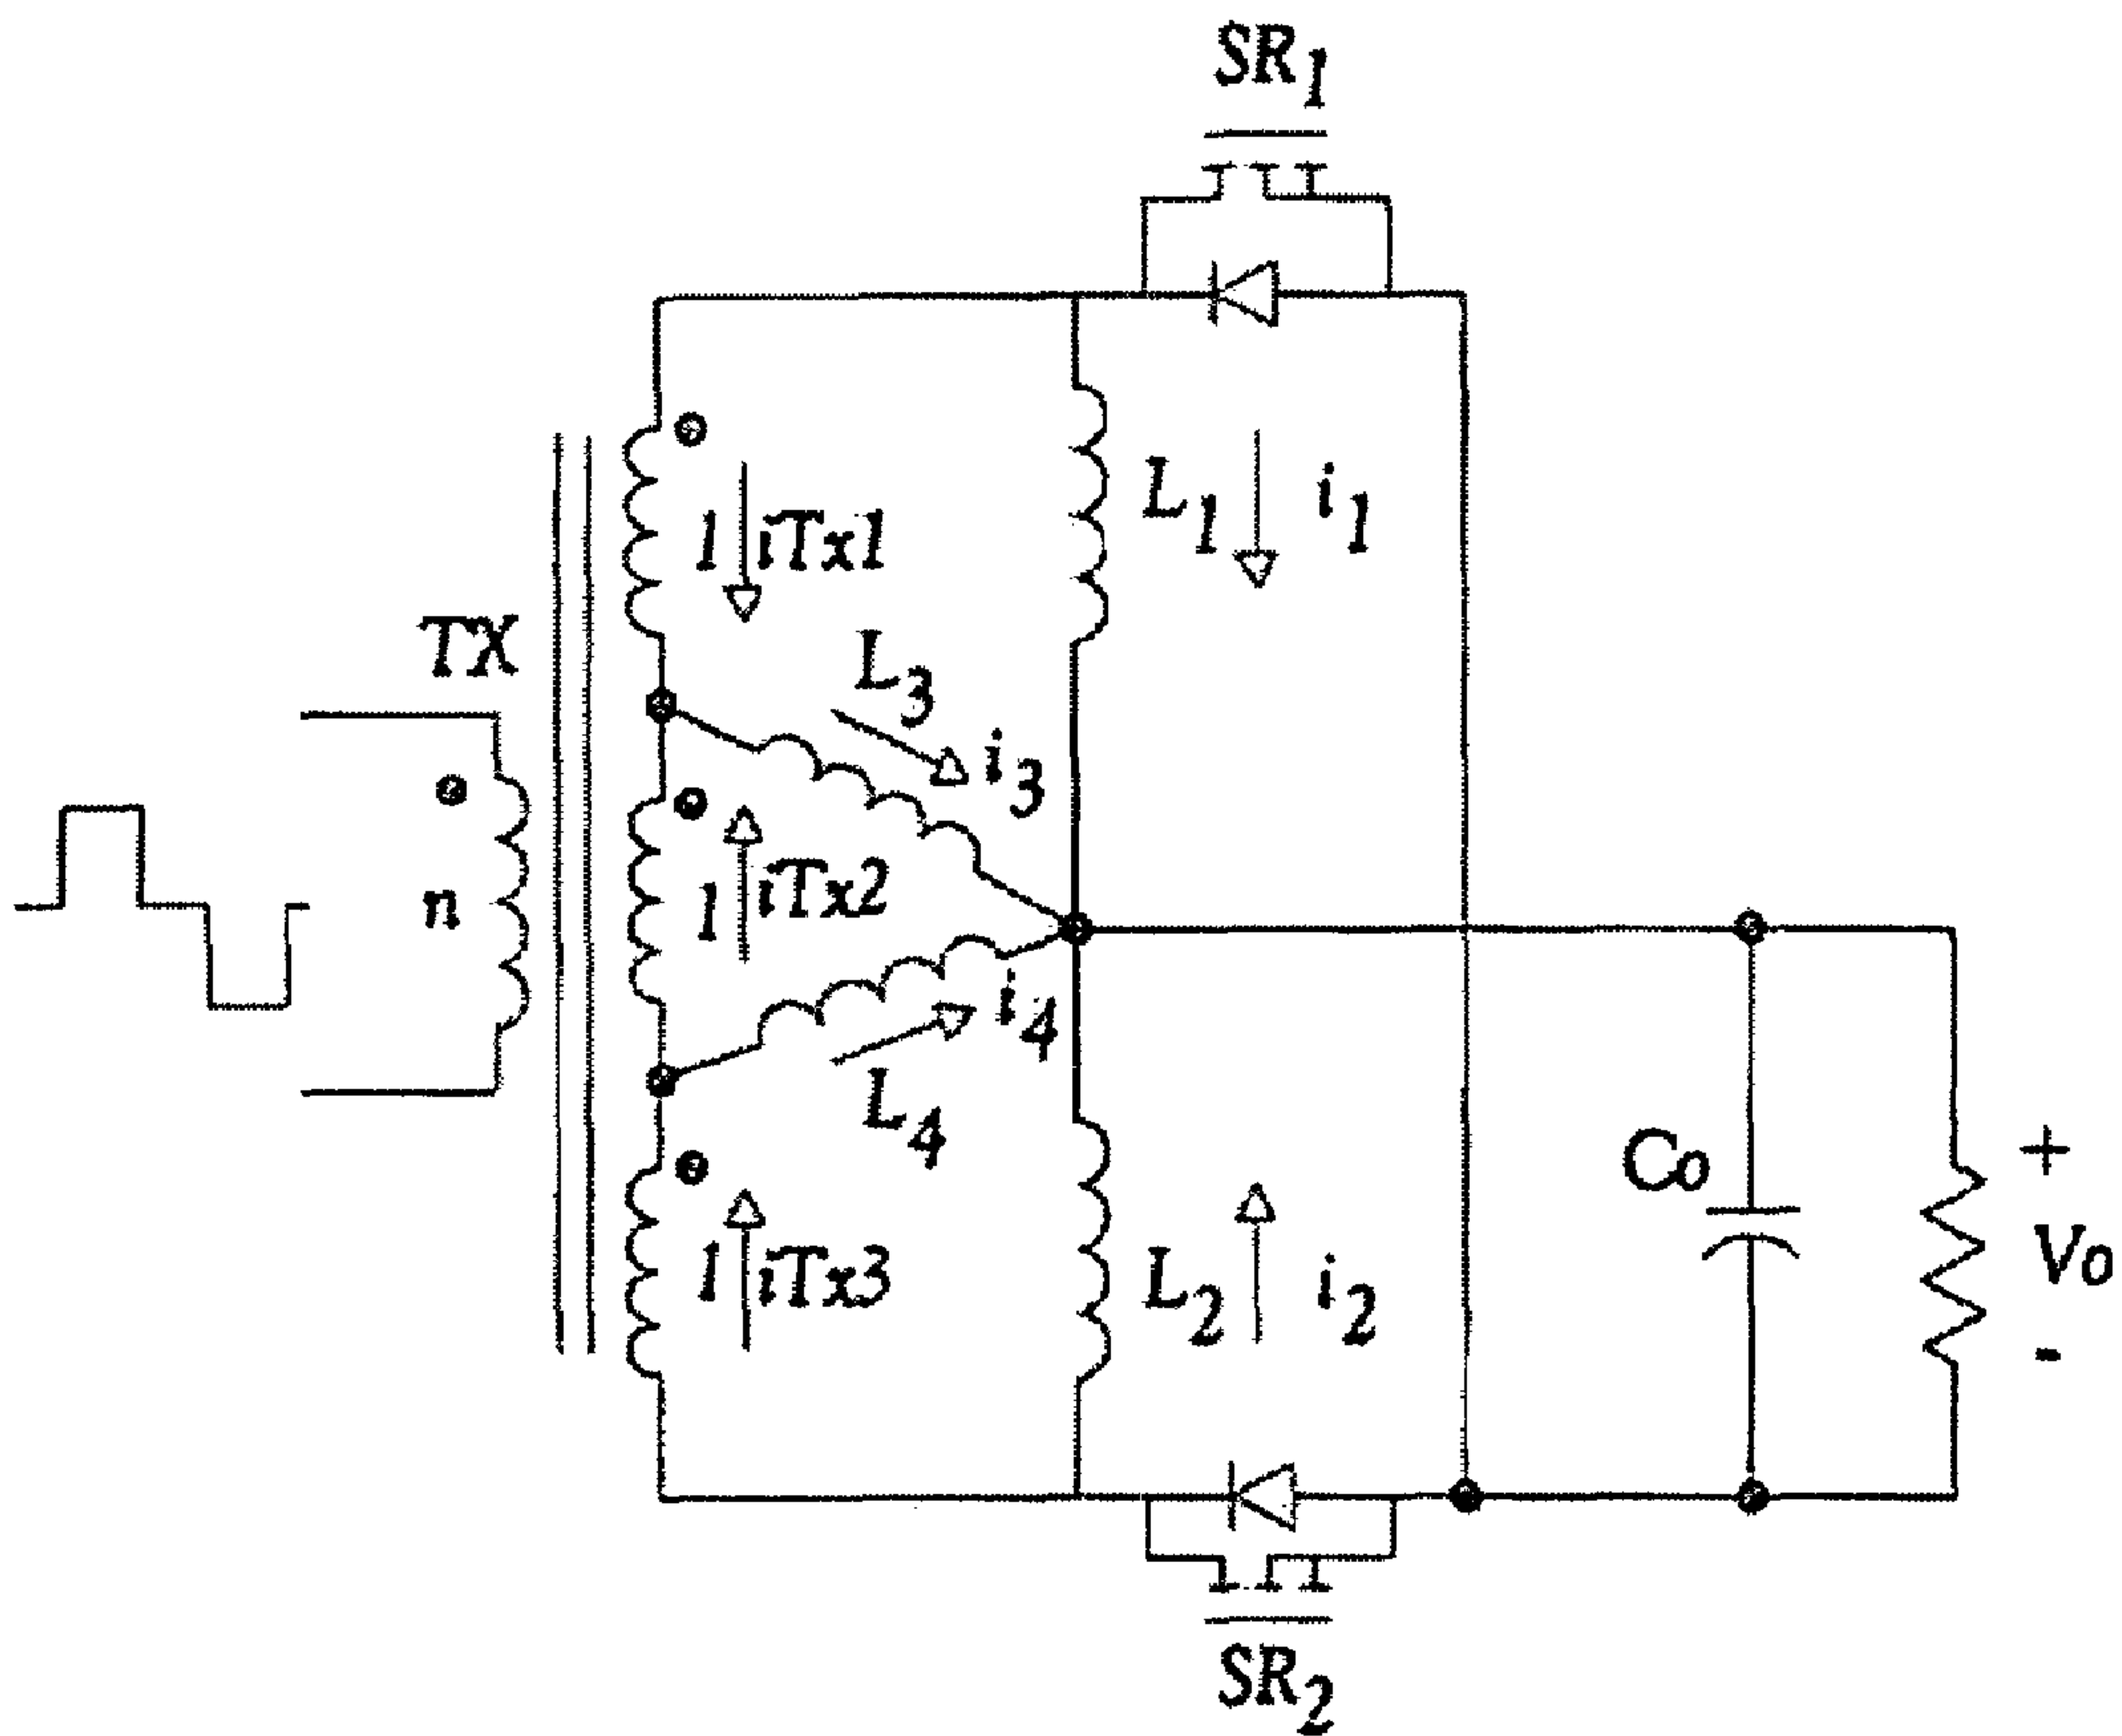 SR1
L1
i1
1
iTx1
TX
L3
i3
n
1
iTx2
i4
L4
1
iTx3
L2
i2
Co
+
Vo
-
SR2